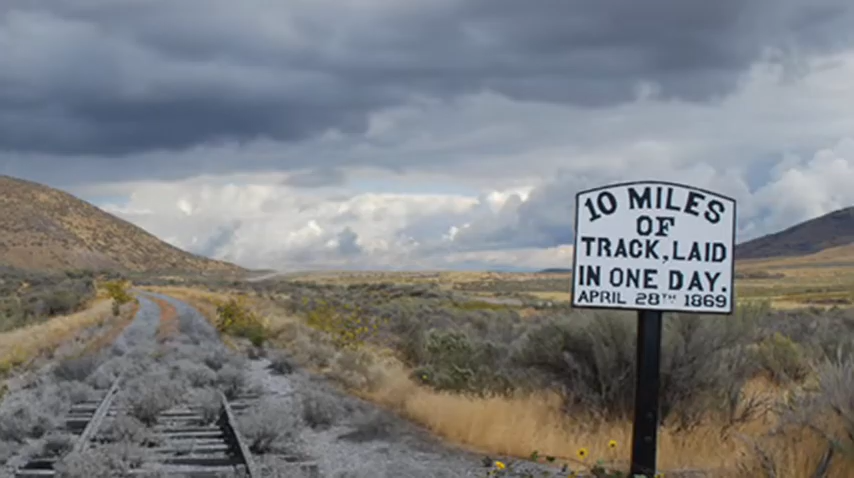 10 MILES
OF
TRACK, LAID
IN ONE DAY.
APRIL 28TH 1869